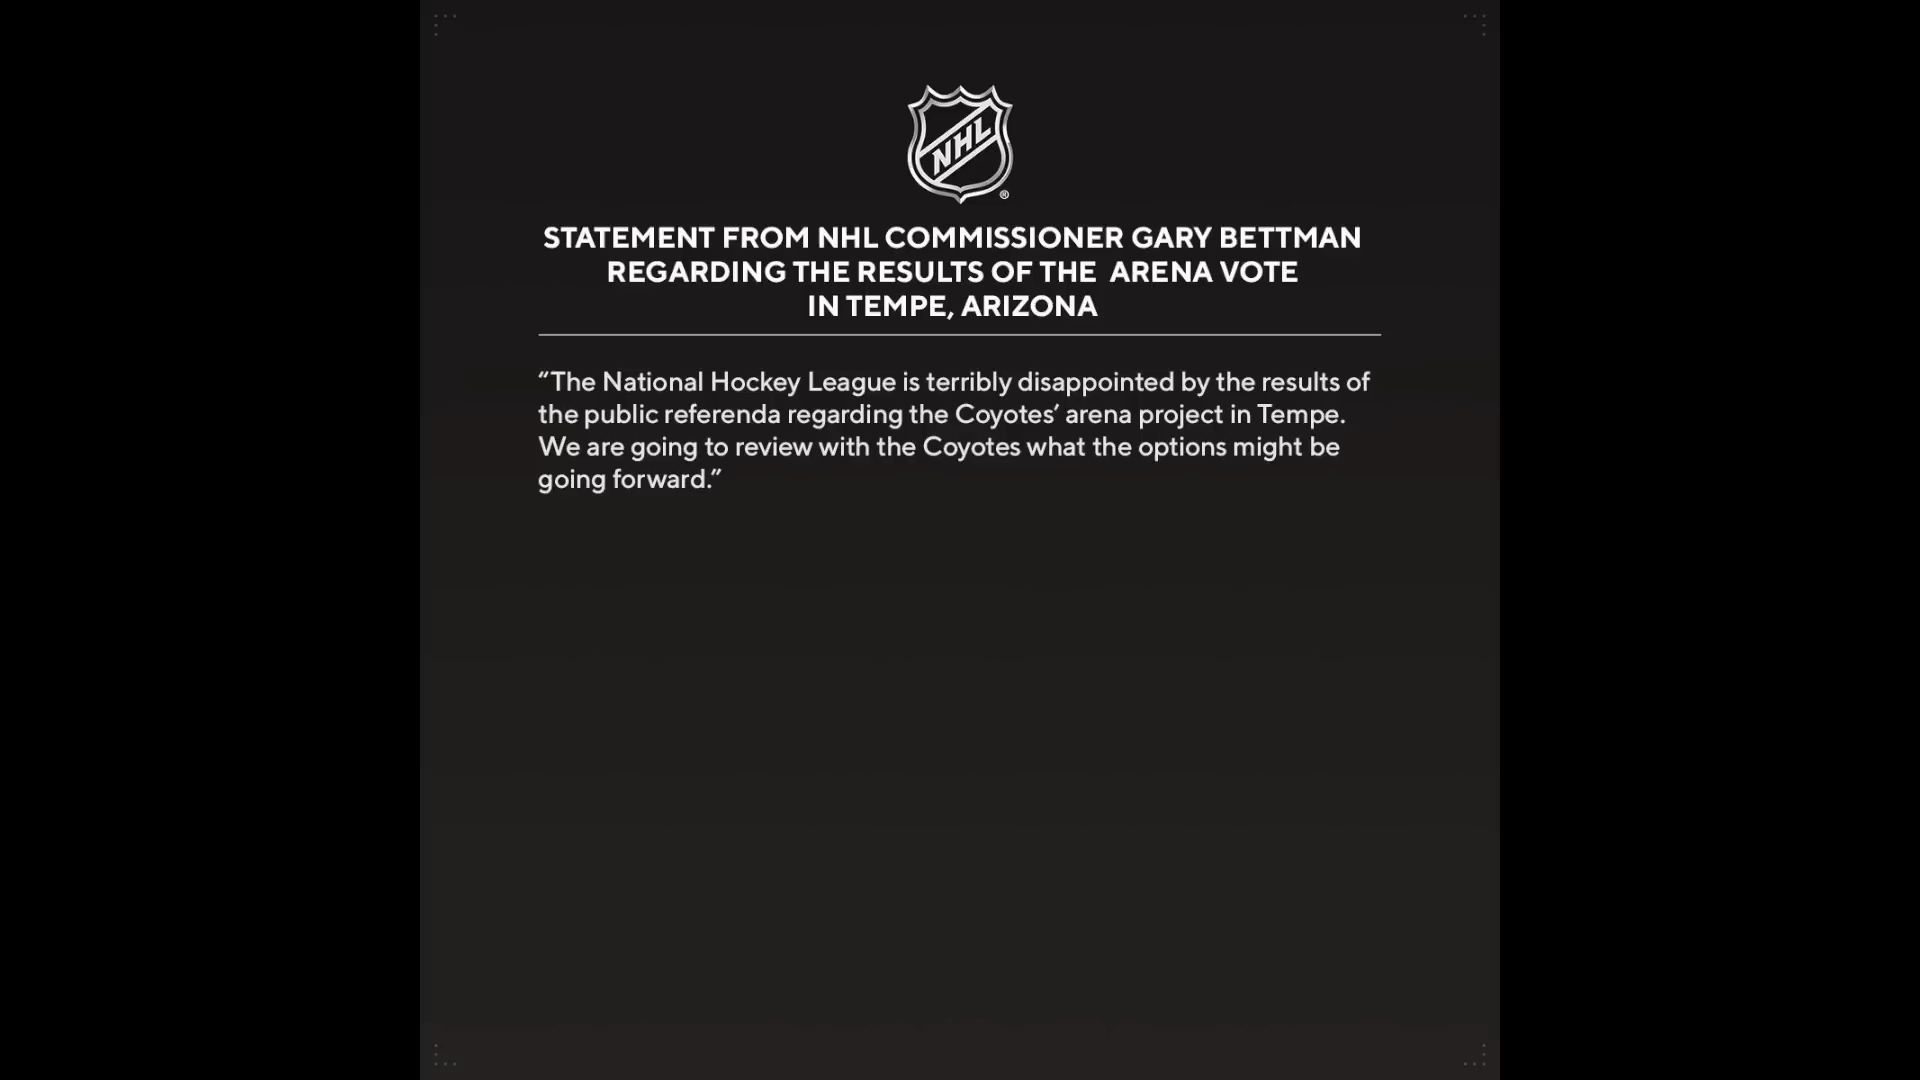 NHL
®
STATEMENT FROM NHL COMMISSIONER GARY BETTMAN
REGARDING THE RESULTS OF THE ARENA VOTE
IN TEMPE, ARIZONA
“The National Hockey League is terribly disappointed by the results of
the public referenda regarding the Coyotes’ arena project in Tempe.
We are going to review with the Coyotes what the options might be
going forward.”